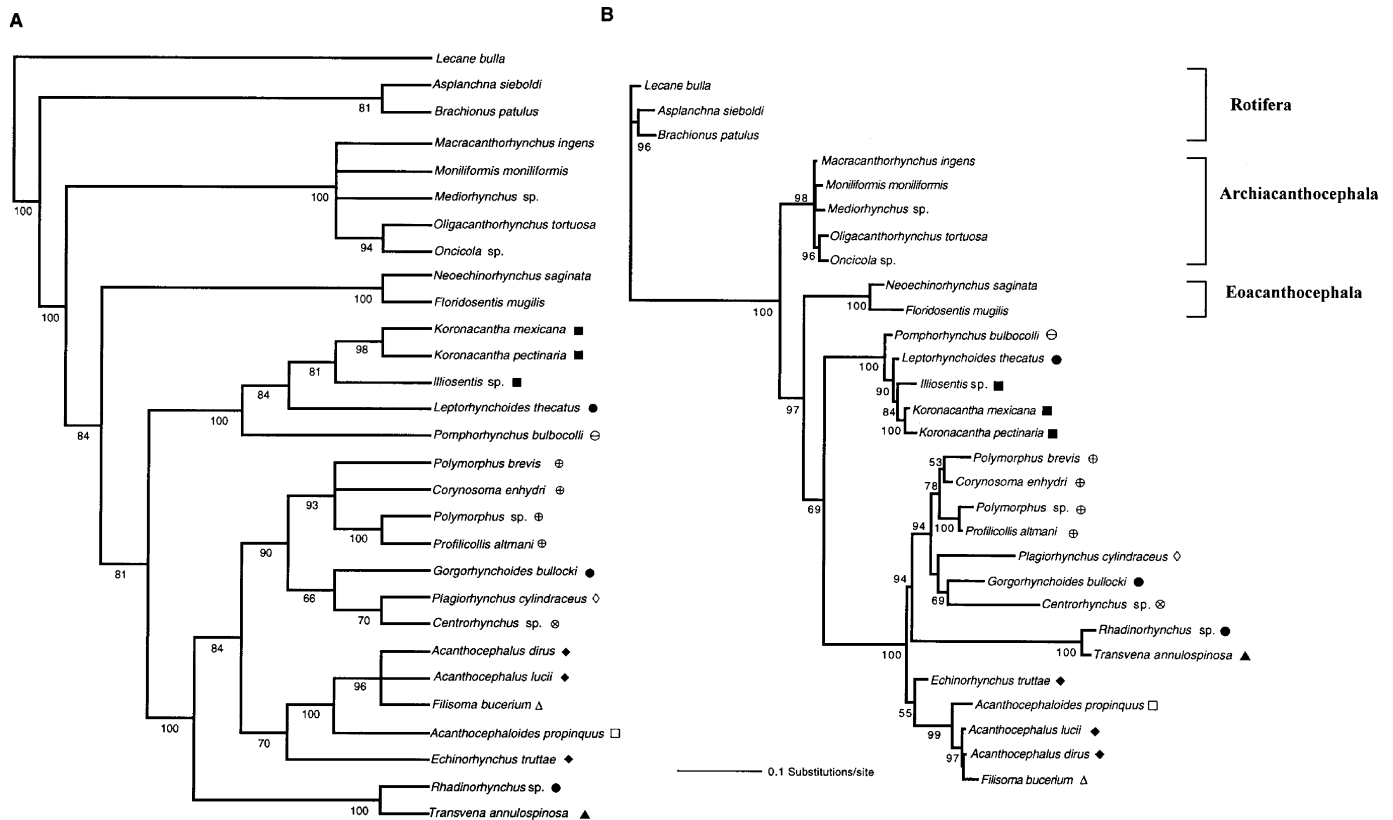 A
Lecane bulla
Asplanchna sieboldi
81
Brachionus patulus
Macracanthorhynchus ingens
Moniliformis moniliformis
100
Mediorhynchus sp.
100
Oligacanthorhynchus tortuosa
94
Oncicola sp.
Neoechinorhynchus saginata
100
Floridosentis mugilis
100
Koronacantha mexicana ■
98
Koronacantha pectinaria ■
81
Illiosentis sp. ■
84
Leptorhynchoides thecatus ●
100
Pomphorhynchus bulbocolli ⊖
84
Polymorphus brevis ⊕
Corynosoma enhydri ⊕
93
Polymorphus sp. ⊕
100
Profilicollis altmani ⊕
90
Gorgorhynchoides bullocki ●
81
66
Plagiorhynchus cylindraceus ◊
70
Centrorhynchus sp. ⊗
84
Acanthocephalus dirus ◆
Acanthocephalus lucii ◆
96
Filisoma bucerium Δ
100
100
Acanthocephaloides propinquus □
70
Echinorhynchus truttae ◆
Rhadinorhynchus sp. ●
100
Transvena annulospinosa ▲
B
Lecane bulla
Asplanchna sieboldi
Brachionus patulus
96
Macracanthorhynchus ingens
Moniliformis moniliformis
98
Mediorhynchus sp.
Oligacanthorhynchus tortuosa
96
Oncicola sp.
Neoechinorhynchus saginata
100
100
Floridosentis mugilis
Pomphorhynchus bulbocolli ⊖
Leptorhynchoides thecatus ●
100
Illiosentis sp. ■
90
97
84
Koronacantha mexicana ■
100
Koronacantha pectinaria ■
Polymorphus brevis ⊕
53
Corynosoma enhydri ⊕
78
Polymorphus sp. ⊕
69
100
Profilicollis altmani ⊕
94
Plagiorhynchus cylindraceus ◊
94
Gorgorhynchoides bullocki ●
69
Centrorhynchus sp. ⊗
Rhadinorhynchus sp. ●
100
100
Transvena annulospinosa ▲
Echinorhynchus truttae ◆
55
Acanthocephaloides propinquus □
99
Acanthocephalus lucii ◆
97
Acanthocephalus dirus ◆
Filisoma bucerium Δ
0.1 Substitutions/site
Rotifera
Archiacanthocephala
Eoacanthocephala